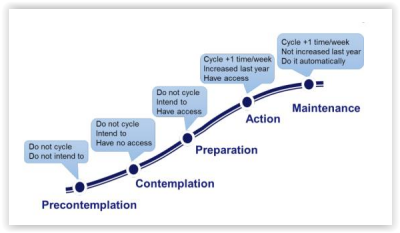 Cycle +1 time/week
Not increased last year
Do it automatically
Cycle +1 time/week
Increased last year
Have access
Maintenance
Do not cycle
Intend to
Have access
Action
Do not cycle
Intend to
Have no access
Preparation
Do not cycle
Do not intend to
Contemplation
Precontemplation